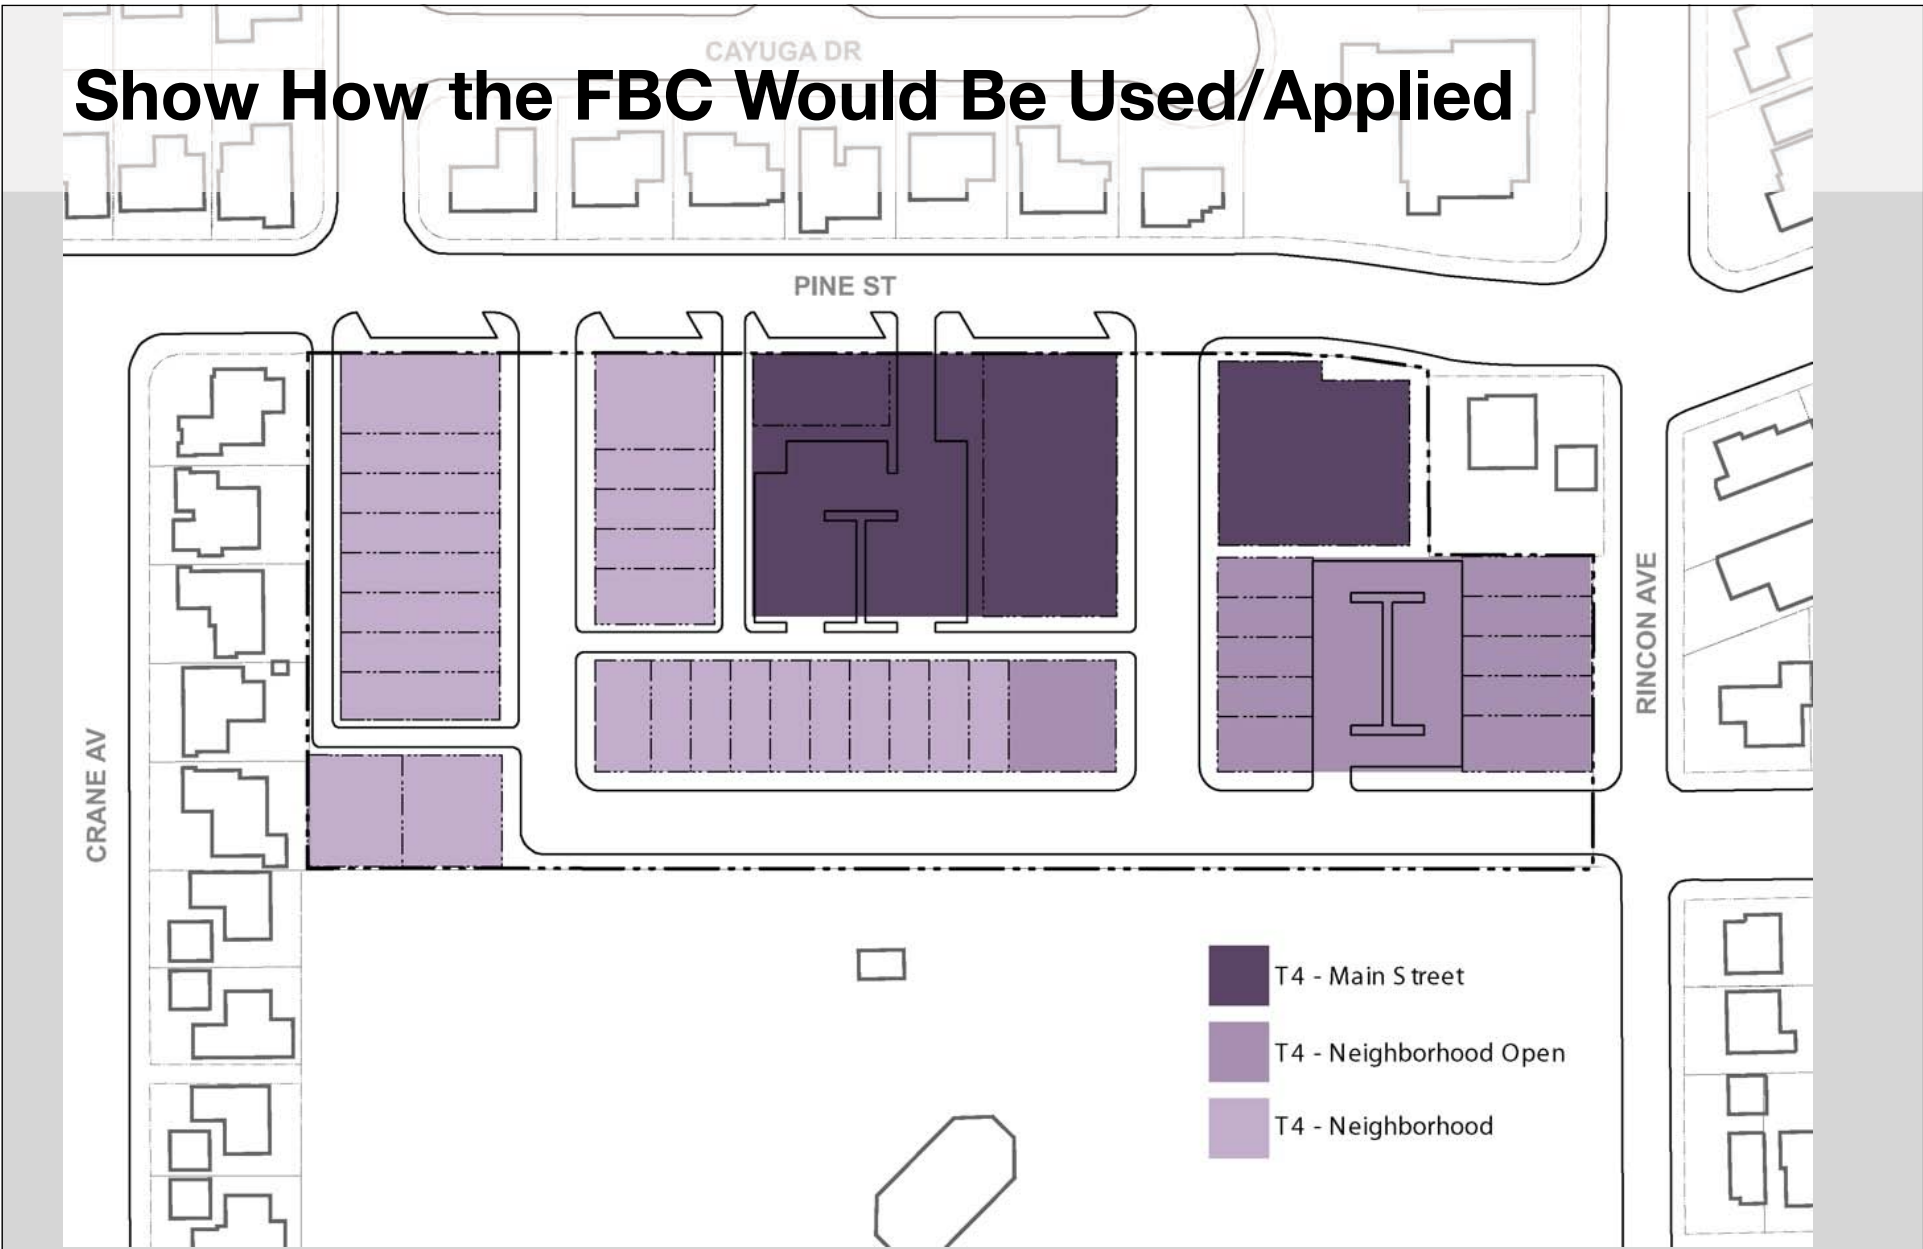 CAYUGA DR
Show How the FBC Would Be Used/Applied
PINE ST
CRANE AV
RINCON AVE
T4 - Main Street
T4 - Neighborhood Open
T4 - Neighborhood